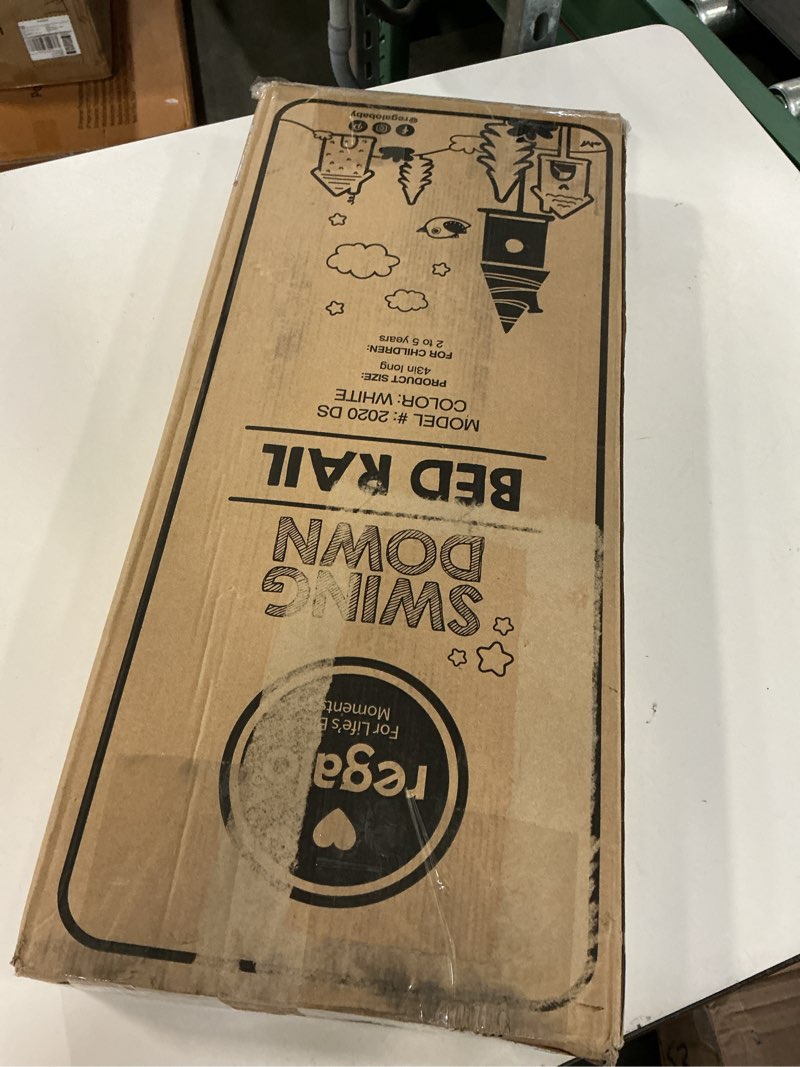 rega
For Life's
Moments
SWING
DOWN
BED RAIL
MODEL #: 2020 DS
COLOR: WHITE
PRODUCT SIZE:
43in long
FOR CHILDREN:
2 to 5 years
@regalobaby